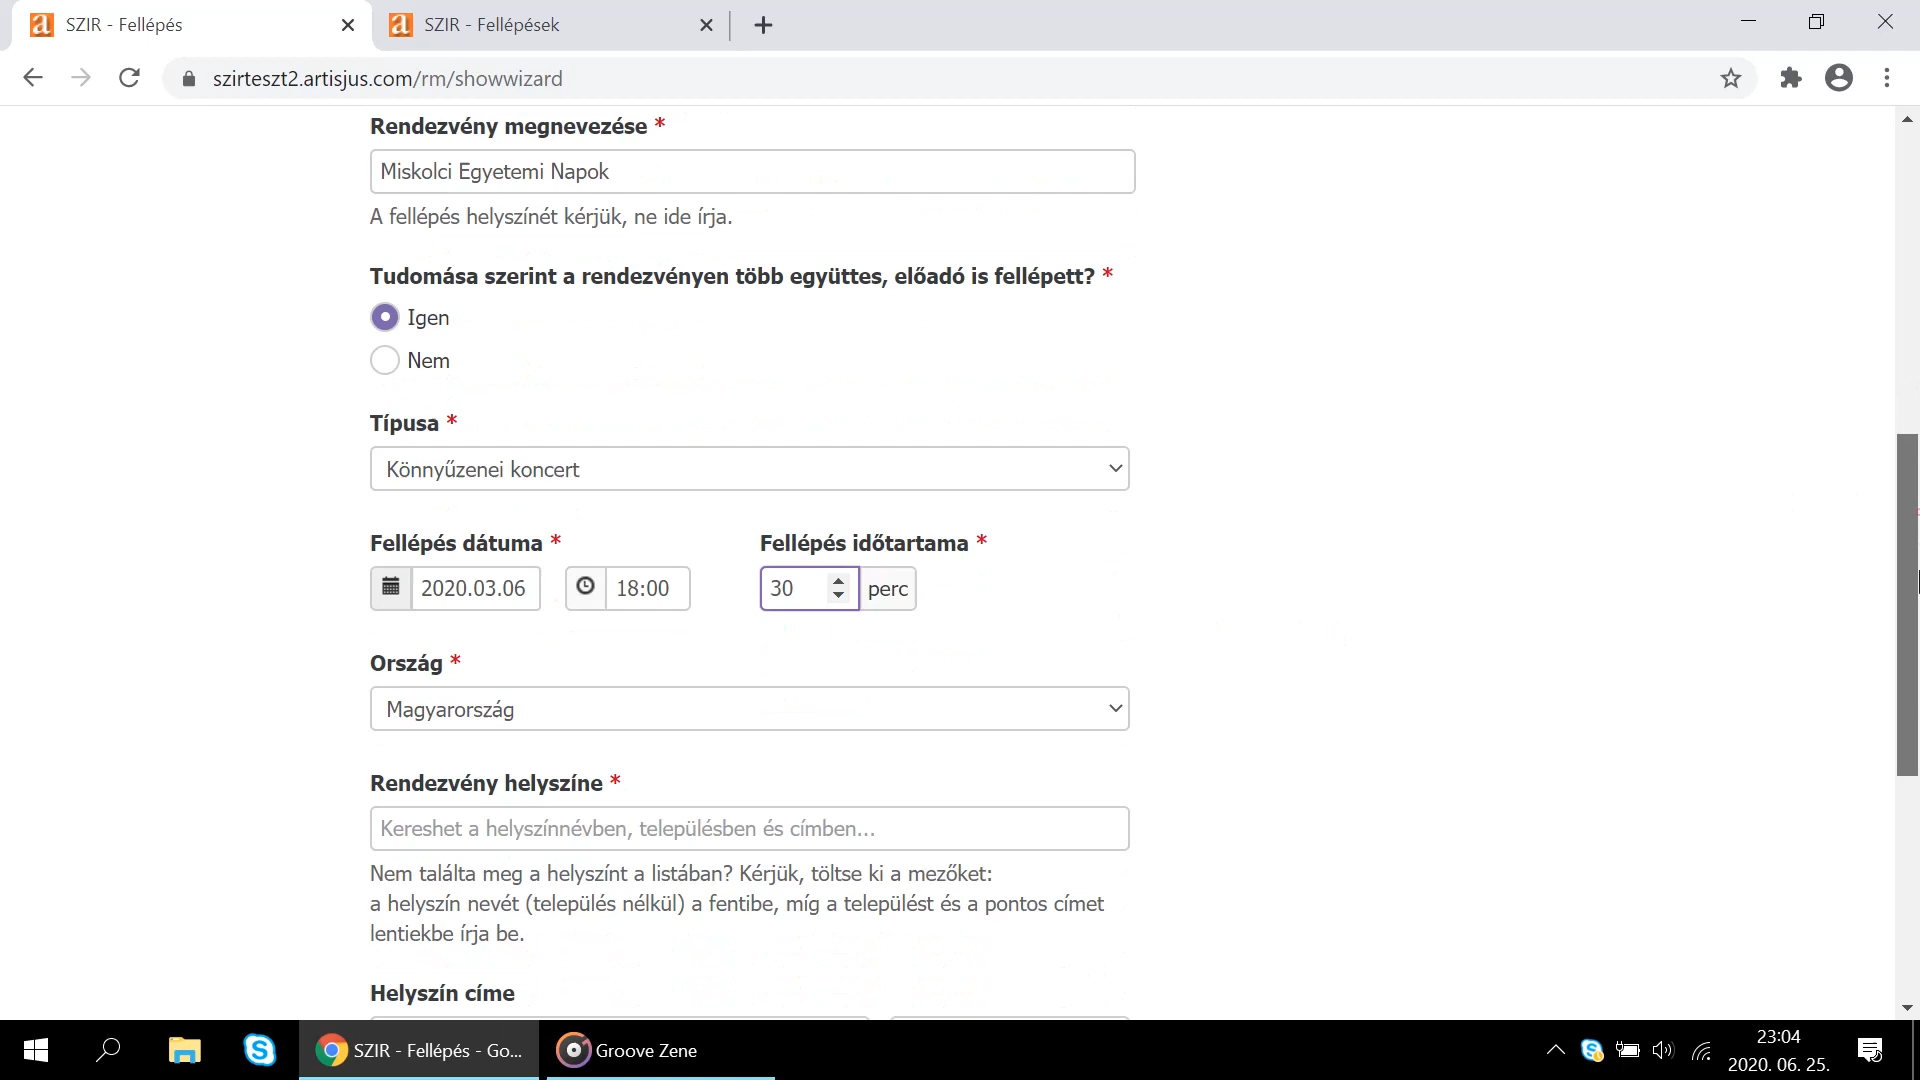 SZIR - Fellépés
SZIR - Fellépések
szirteszt2.artisjus.com/rm/showwizard
Rendezvény megnevezése *
Miskolci Egyetemi Napok
A fellépés helyszínét kérjük, ne ide írja.
Tudomása szerint a rendezvényen több együttes, előadó is fellépett? *
Igen
Nem
Típusa *
Könnyűzenei koncert
Fellépés dátuma *
Fellépés időtartama *
2020.03.06
18:00
30
perc
Ország *
Magyarország
Rendezvény helyszíne *
Kereshet a helyszínnévben, településben és címben...
Nem találta meg a helyszínt a listában? Kérjük, töltse ki a mezőket:
a helyszín nevét (település nélkül) a fentibe, míg a települést és a pontos címet
lentiekbe írja be.
Helyszín címe
SZIR - Fellépés - Go...
Groove Zene
23:04
2020. 06. 25.